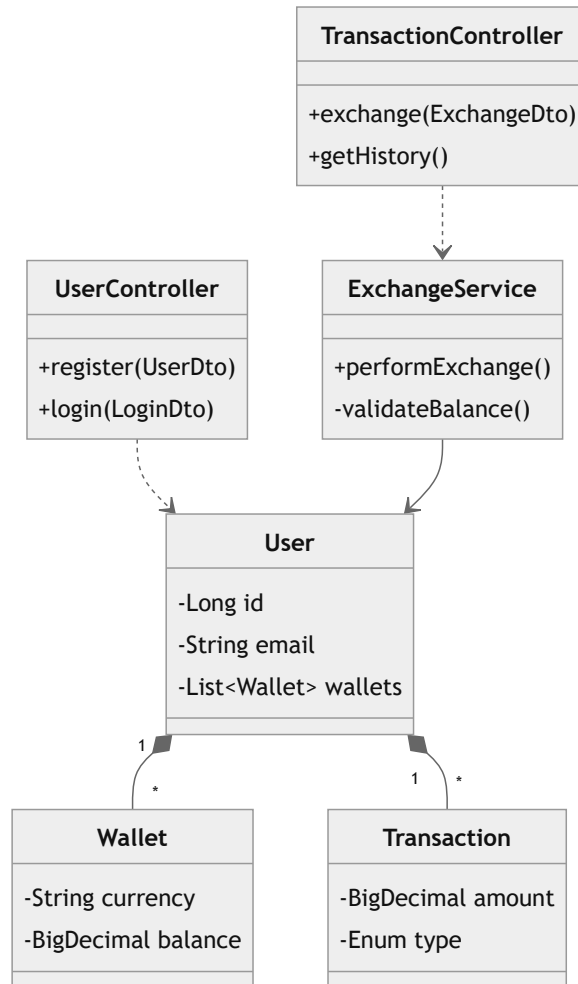 TransactionController
+exchange(ExchangeDto)
+getHistory()
UserController
+register(UserDto)
+login(LoginDto)
ExchangeService
+performExchange()
-validateBalance()
User
-Long id
-String email
-List<Wallet> wallets
1
*
1
*
Wallet
-String currency
-BigDecimal balance
Transaction
-BigDecimal amount
-Enum type